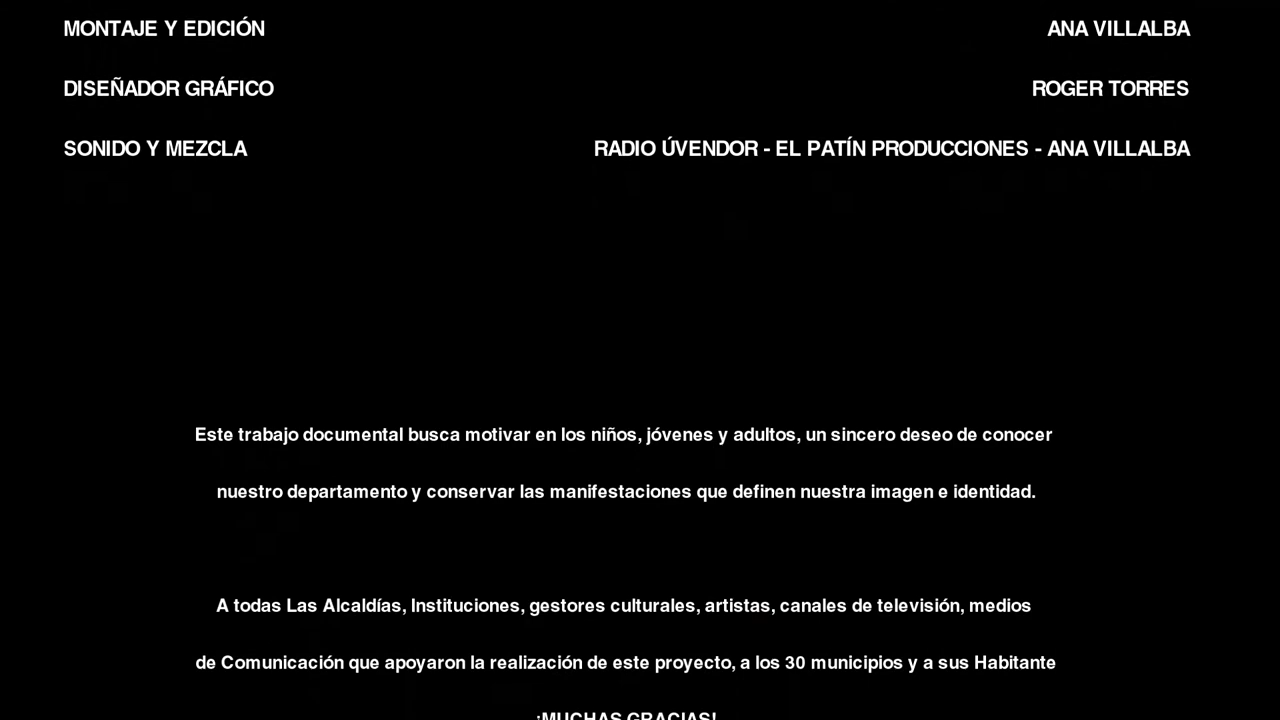 MONTAJE Y EDICIÓN ANA VILLALBA
DISEÑADOR GRÁFICO ROGER TORRES
SONIDO Y MEZCLA RADIO ÚVENDOR - EL PATÍN PRODUCCIONES - ANA VILLALBA
Este trabajo documental busca motivar en los niños, jóvenes y adultos, un sincero deseo de conocer
nuestro departamento y conservar las manifestaciones que definen nuestra imagen e identidad.
A todas Las Alcaldías, Instituciones, gestores culturales, artistas, canales de televisión, medios
de Comunicación que apoyaron la realización de este proyecto, a los 30 municipios y a sus Habitante
¡MUCHAS GRACIAS!